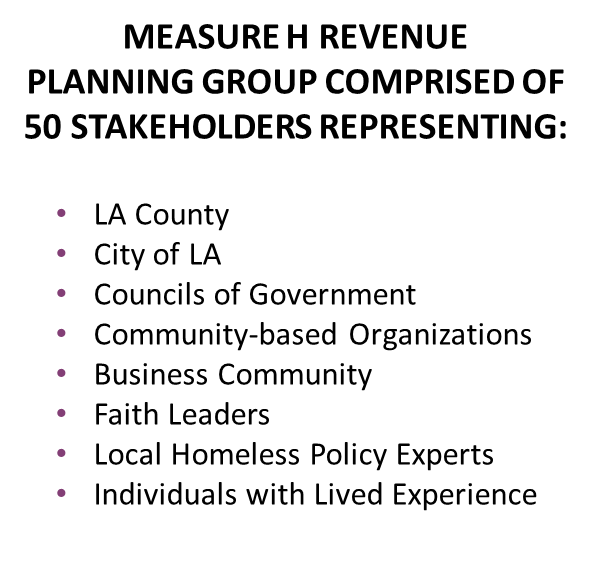 MEASURE H REVENUE
PLANNING GROUP COMPRISED OF
50 STAKEHOLDERS REPRESENTING:
• LA County
• City of LA
• Councils of Government
• Community-based Organizations
• Business Community
• Faith Leaders
• Local Homeless Policy Experts
• Individuals with Lived Experience